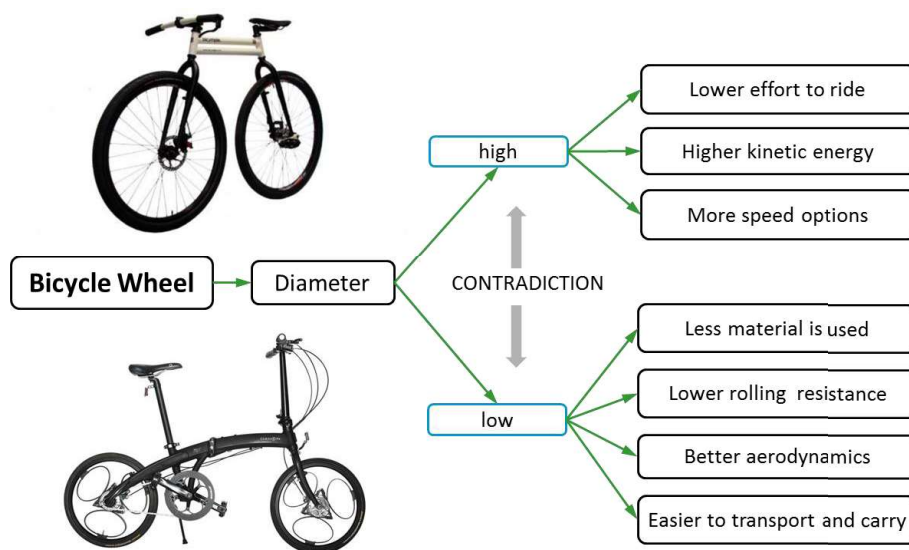 Lower effort to ride
high
Higher kinetic energy
More speed options
Bicycle Wheel
Diameter
CONTRADICTION
Less material is used
Lower rolling resistance
low
Better aerodynamics
Easier to transport and carry